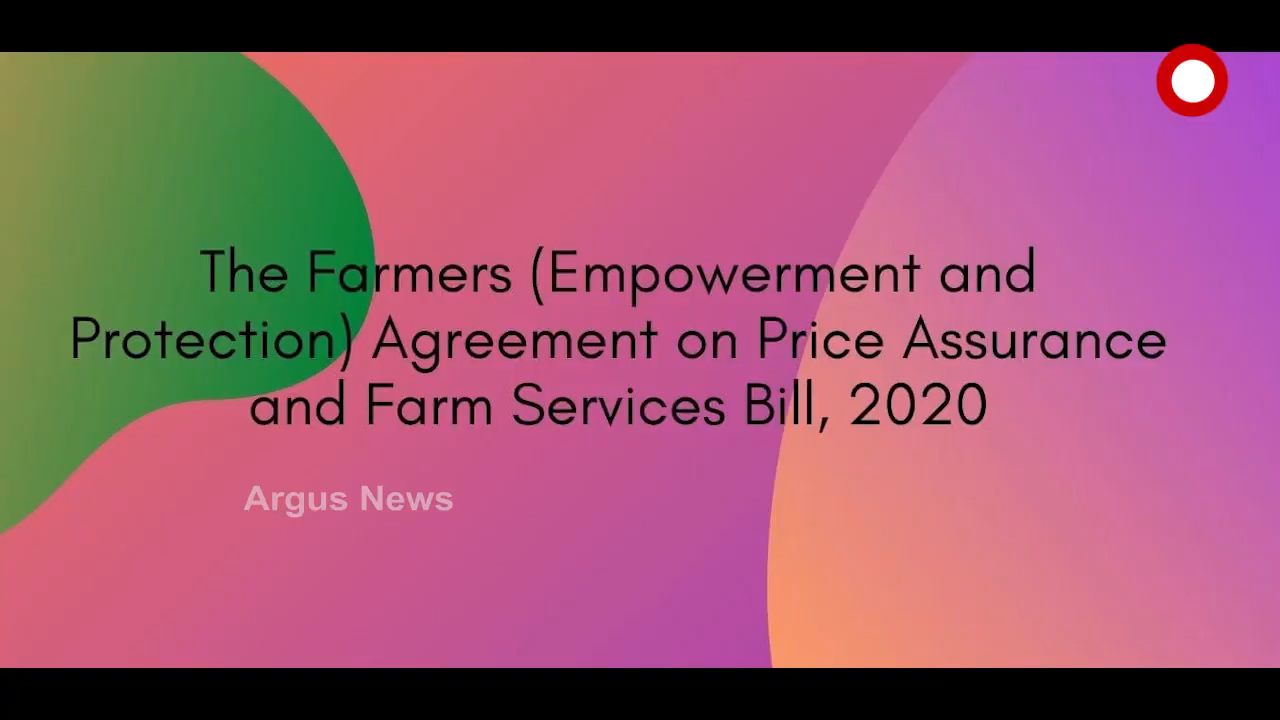 The Farmers (Empowerment and
Protection) Agreement on Price Assurance
and Farm Services Bill, 2020
Argus News